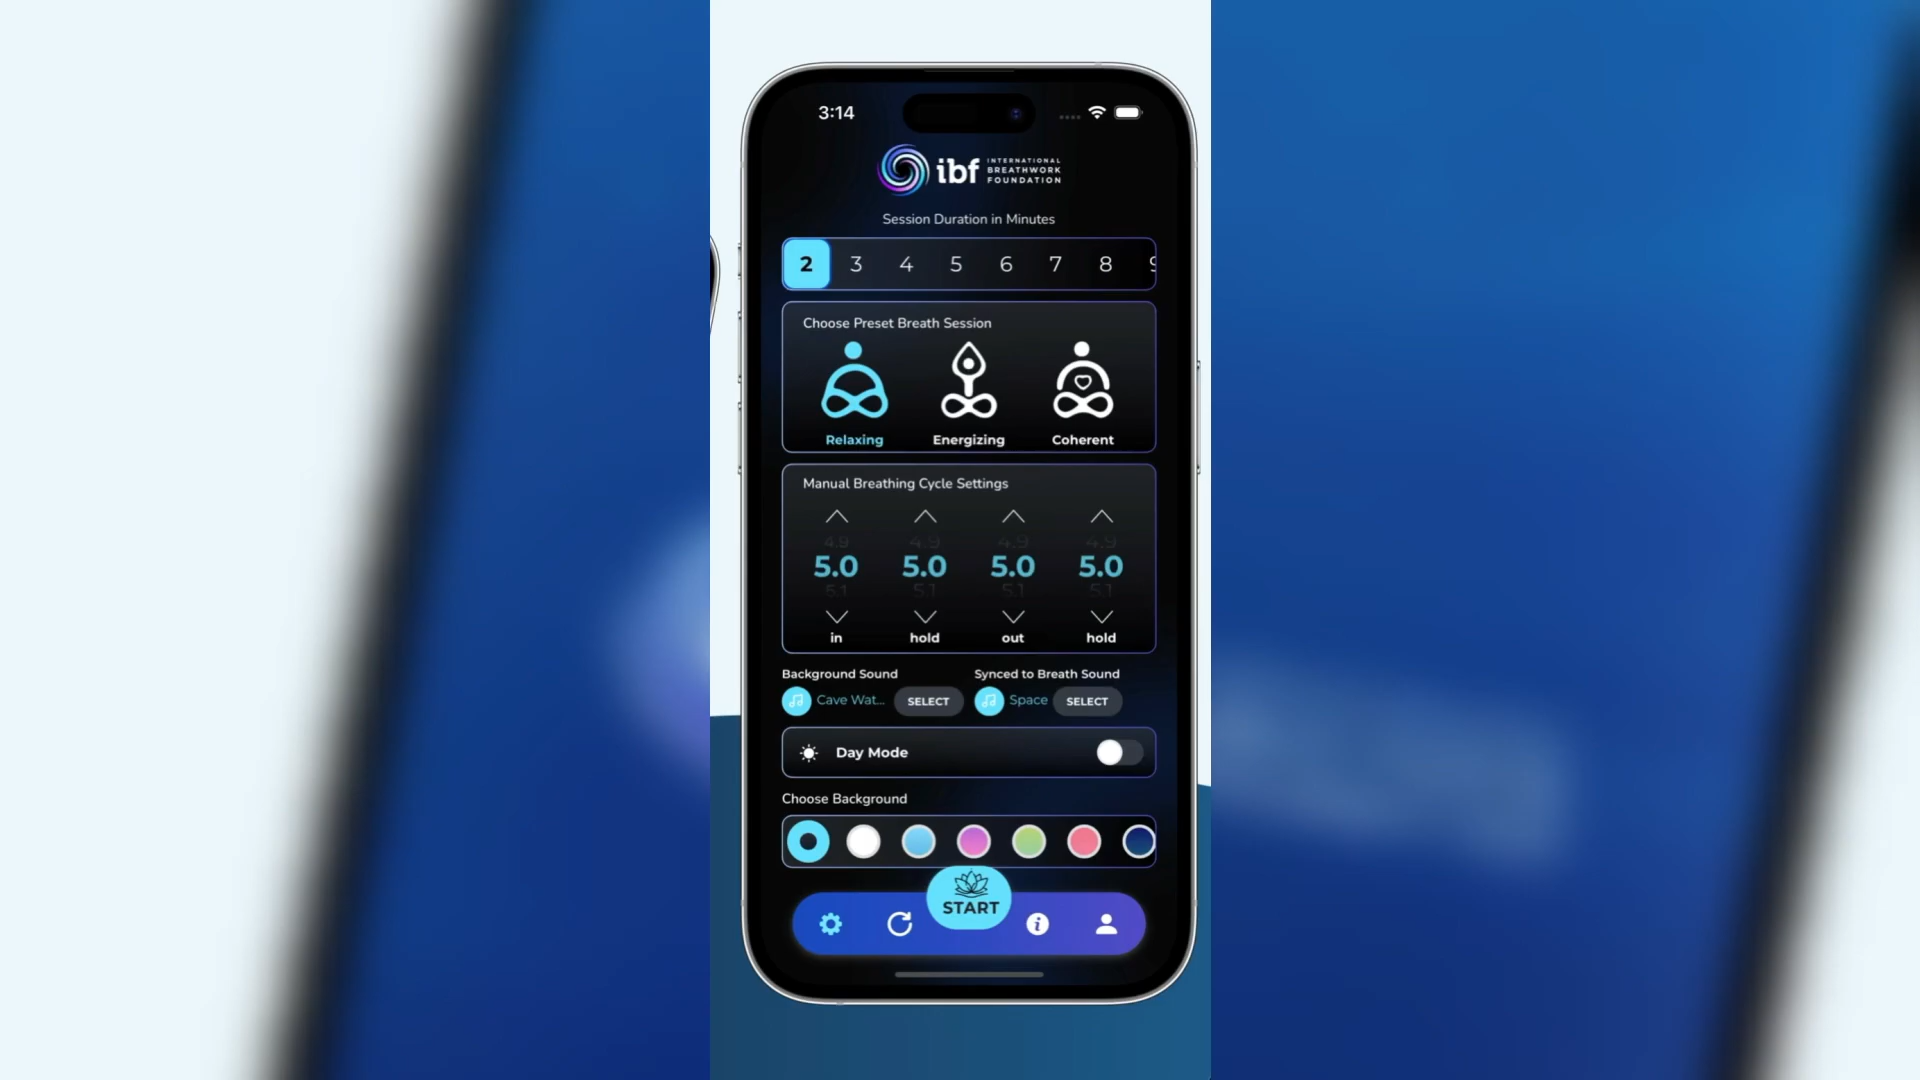 3:14
ibf INTERNATIONAL
BREATHWORK
FOUNDATION
Session Duration in Minutes
2 3 4 5 6 7 8 9
Choose Preset Breath Session
Relaxing Energizing Coherent
Manual Breathing Cycle Settings
4.9 4.9 4.9 4.9
5.0 5.0 5.0 5.0
5.1 5.1 5.1 5.1
in hold out hold
Background Sound Synced to Breath Sound
Cave Wat... SELECT Space SELECT
Day Mode
Choose Background
START